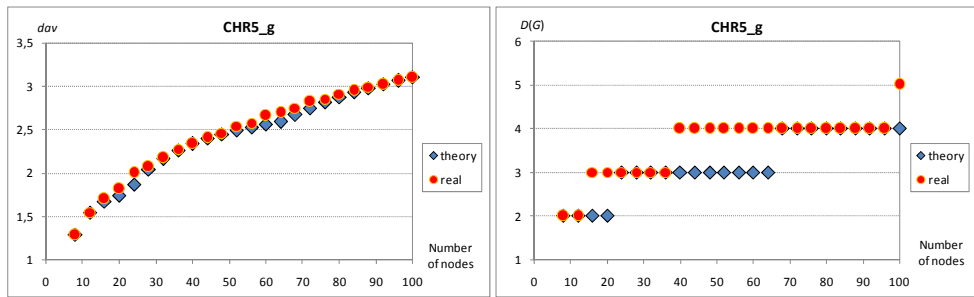 dav
CHR5_g
3,5
3
2,5
2
1,5
1
0 10 20 30 40 50 60 70 80 90 100
Number
of nodes
theory
real
D(G)
CHR5_g
6
5
4
3
2
1
0 10 20 30 40 50 60 70 80 90 100
Number
of nodes
theory
real